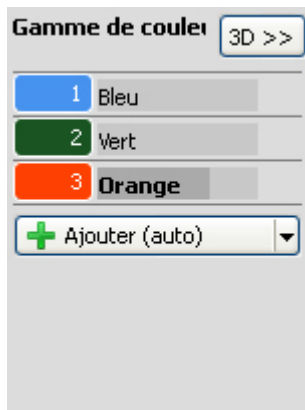 Gamme de couleu
3D >>
1 Bleu
2 Vert
3 Orange
Ajouter (auto)